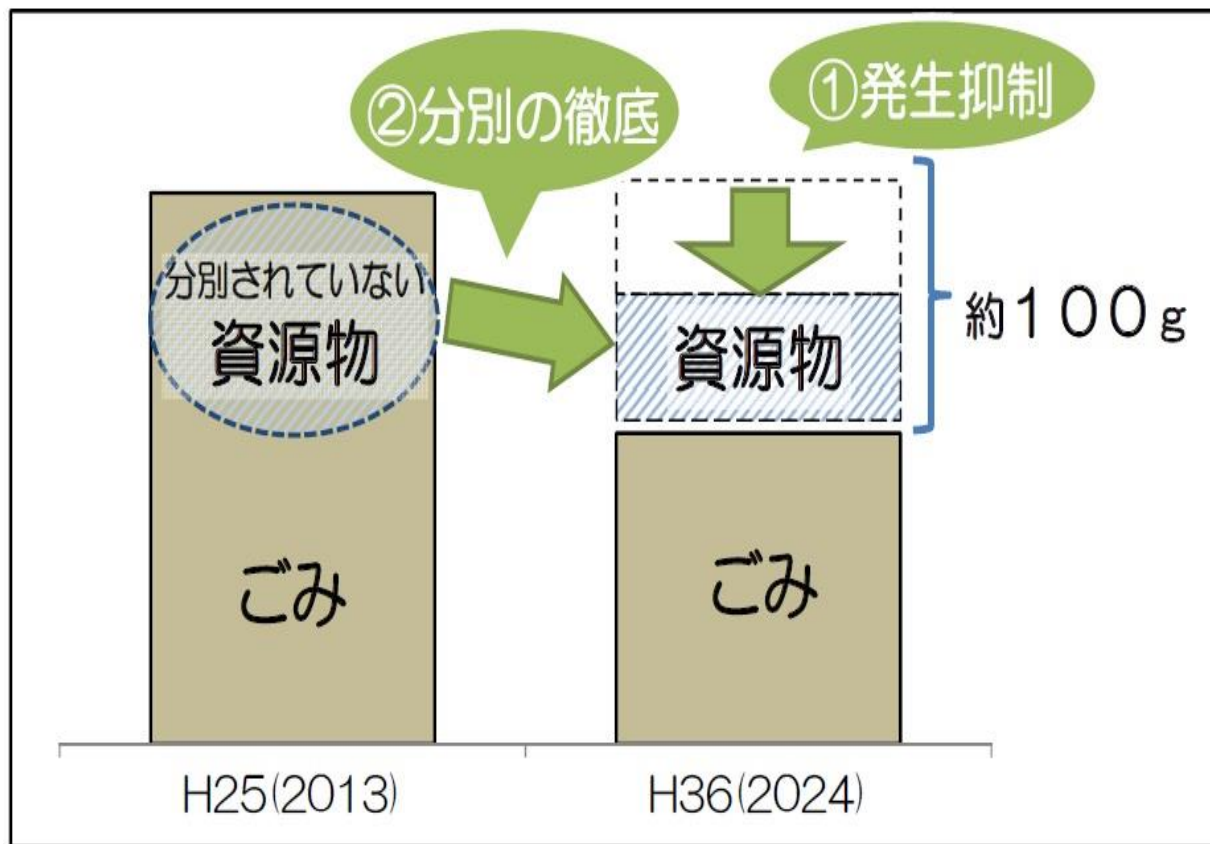 ①発生抑制
②分別の徹底
分別されていない
資源物
資源物
約１００ｇ
ごみ
ごみ
H25(2013)
H36(2024)